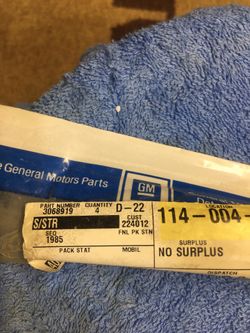 e General Motors Parts
GM
PART NUMBER QUANTITY D-22 LOCATION
3068919 4 114-004-
S/STR CUST 224012
SEQ 1985 FNL PK STN
PACK STAT MOBIL
SURPLUS
NO SURPLUS
DISPATCH